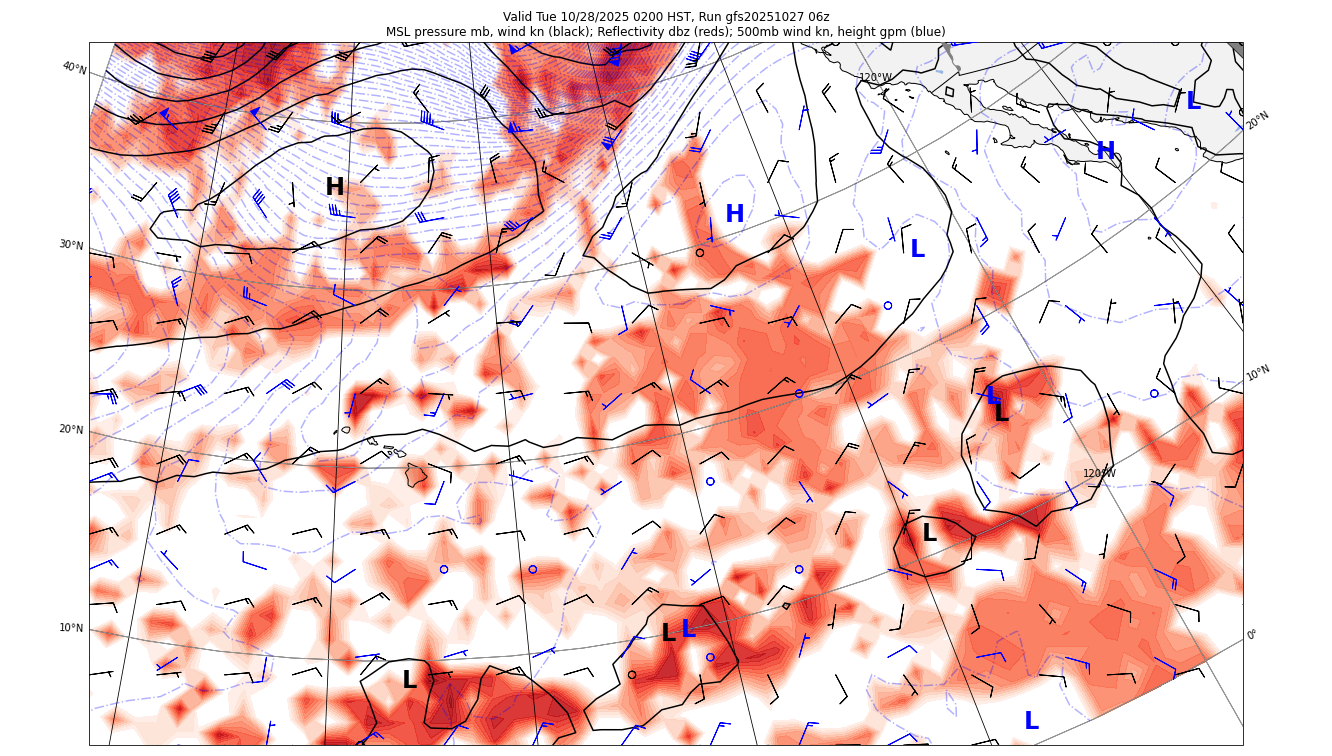 Valid Tue 10/28/2025 0200 HST, Run gfs20251027 06z
MSL pressure mb, wind kn (black); Reflectivity dbz (reds); 500mb wind kn, height gpm (blue)
40°N
120°W
L
20°N
H
H
H
30°N
L
10°N
L
L
20°N
120°W
L
10°N
L
L
0°
L
L